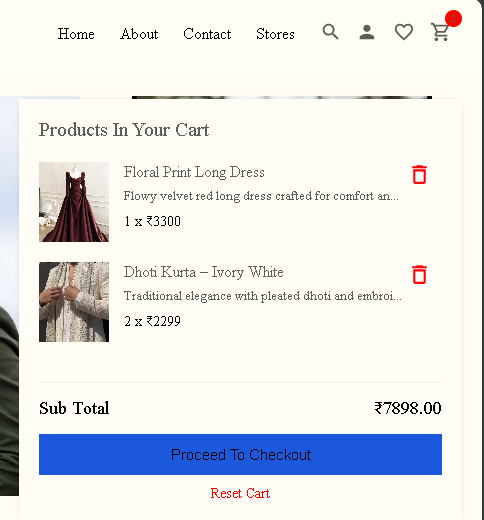 Home About Contact Stores
Products In Your Cart
Floral Print Long Dress
Flowy velvet red long dress crafted for comfort an...
1 x ₹3300
Dhoti Kurta – Ivory White
Traditional elegance with pleated dhoti and embroi...
2 x ₹2299
Sub Total ₹7898.00
Proceed To Checkout
Reset Cart